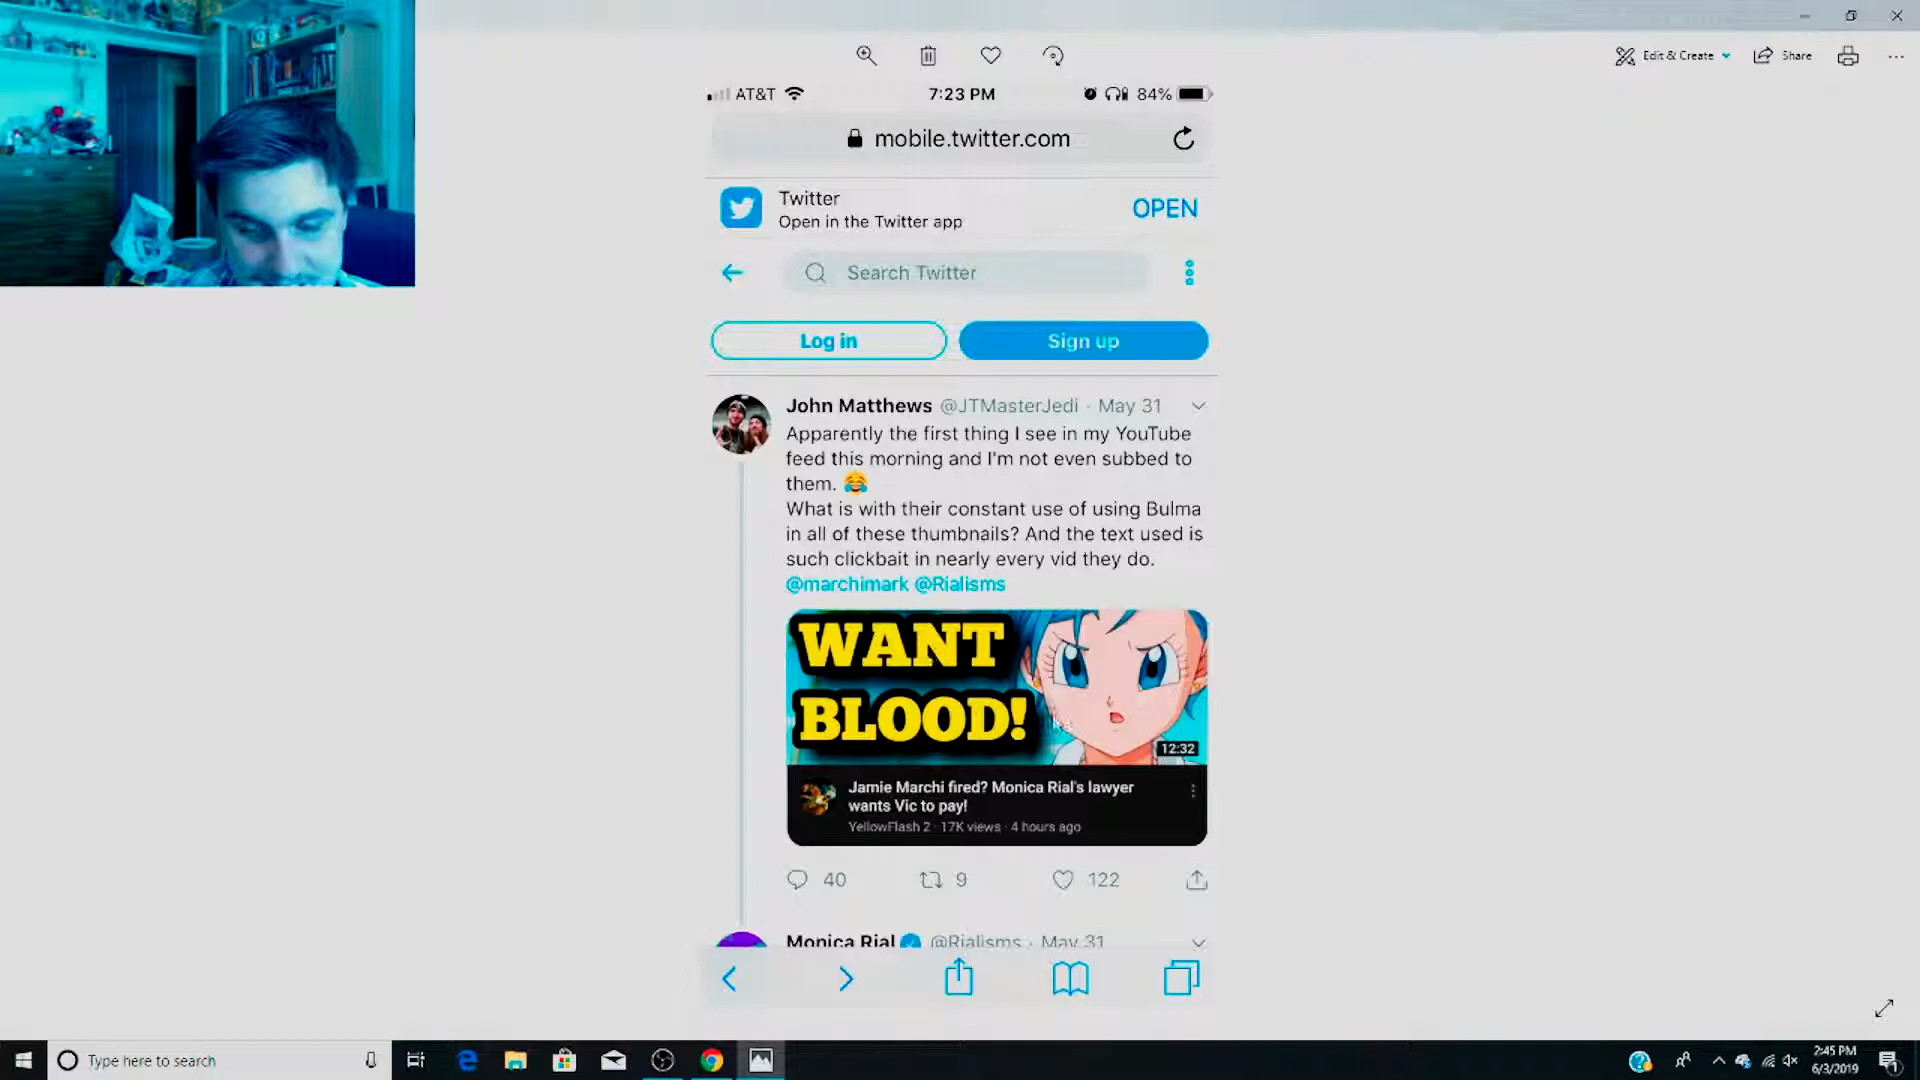 Edit & Create
Share
AT&T
7:23 PM
84%
mobile.twitter.com
Twitter
Open in the Twitter app
OPEN
Search Twitter
Log in
Sign up
John Matthews @JTMasterJedi · May 31
Apparently the first thing I see in my YouTube
feed this morning and I'm not even subbed to
them. 😂
What is with their constant use of using Bulma
in all of these thumbnails? And the text used is
such clickbait in nearly every vid they do.
@marchimark @Rialisms
WANT
BLOOD!
12:32
Jamie Marchi fired? Monica Rial's lawyer
wants Vic to pay!
YellowFlash 2 · 17K views · 4 hours ago
40
9
122
Monica Rial @Rialisms · May 31
Type here to search
2:45 PM
6/3/2019